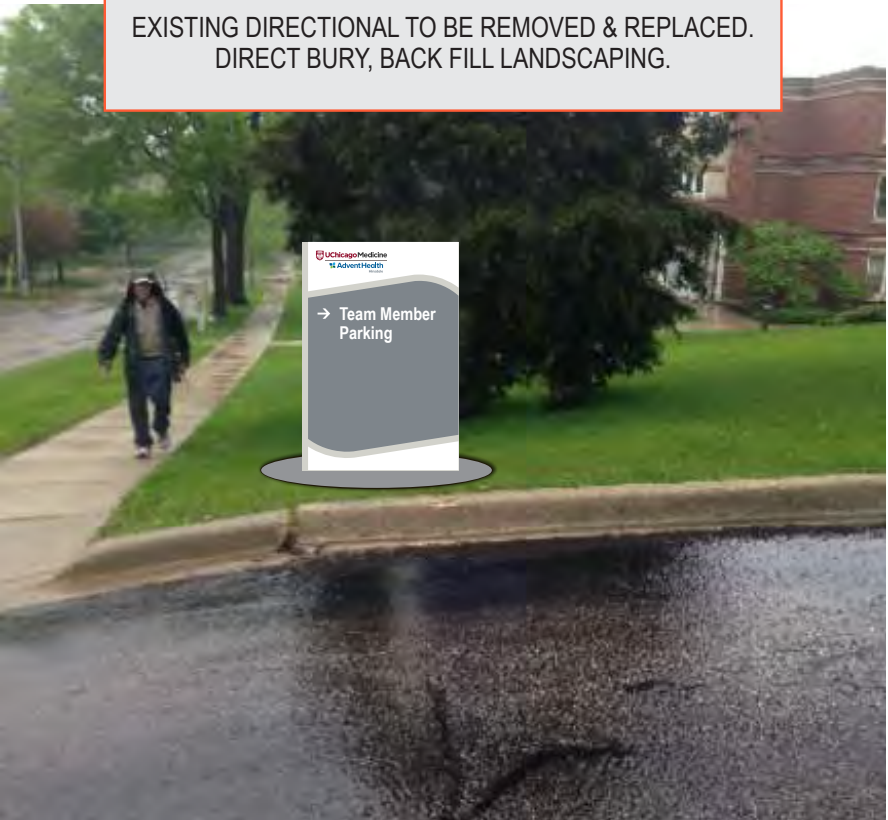 EXISTING DIRECTIONAL TO BE REMOVED & REPLACED.
DIRECT BURY, BACK FILL LANDSCAPING.
UChicagoMedicine
AdventHealth
→ Team Member
Parking